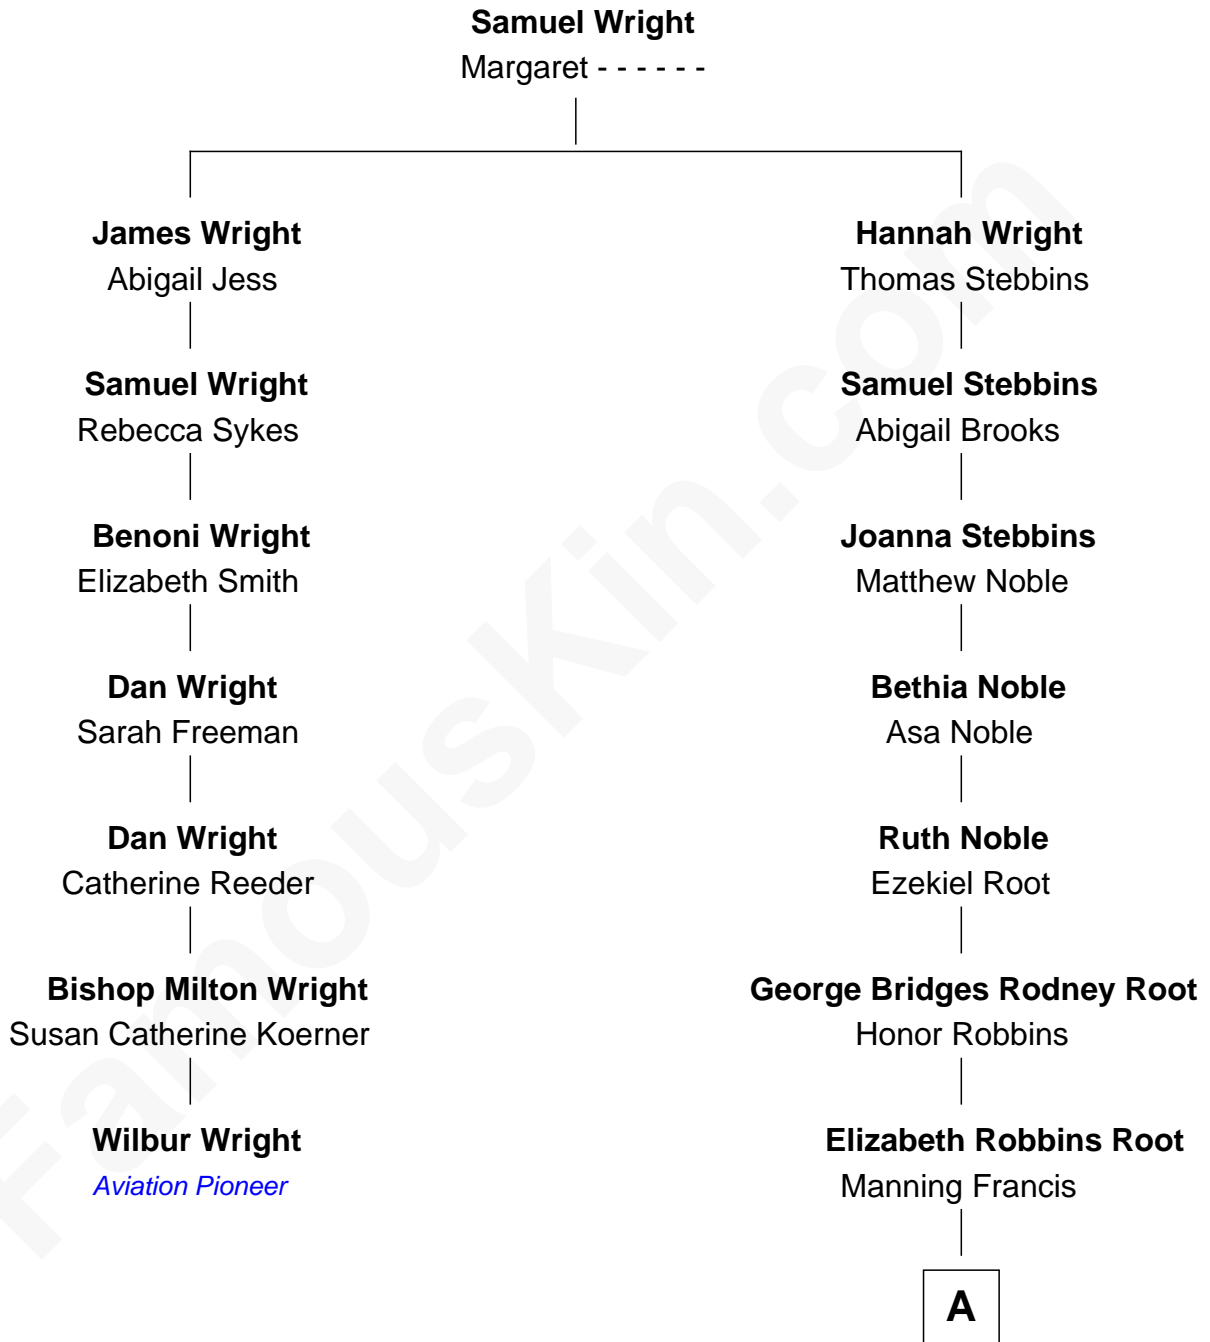 Samuel Wright
Margaret - - - - - -
James Wright
Abigail Jess
Hannah Wright
Thomas Stebbins
Samuel Wright
Rebecca Sykes
Samuel Stebbins
Abigail Brooks
Benoni Wright
Elizabeth Smith
Joanna Stebbins
Matthew Noble
Dan Wright
Sarah Freeman
Bethia Noble
Asa Noble
Dan Wright
Catherine Reeder
Ruth Noble
Ezekiel Root
Bishop Milton Wright
Susan Catherine Koerner
George Bridges Rodney Root
Honor Robbins
Wilbur Wright
Aviation Pioneer
Elizabeth Robbins Root
Manning Francis
A
FamousKin.com